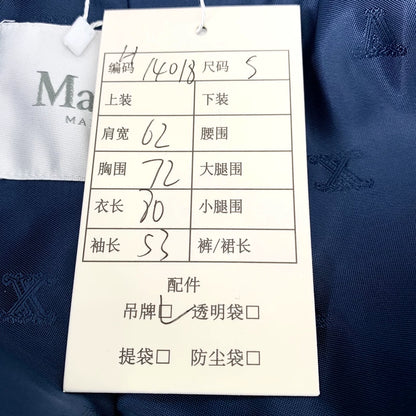 Ma
MA
H
编码 14018 尺码 S
上装 下装
肩宽 62 腰围
胸围 72 大腿围
衣长 80 小腿围
袖长 53 裤/裙长
配件
吊牌☑ 透明袋☐
提袋☐ 防尘袋☐